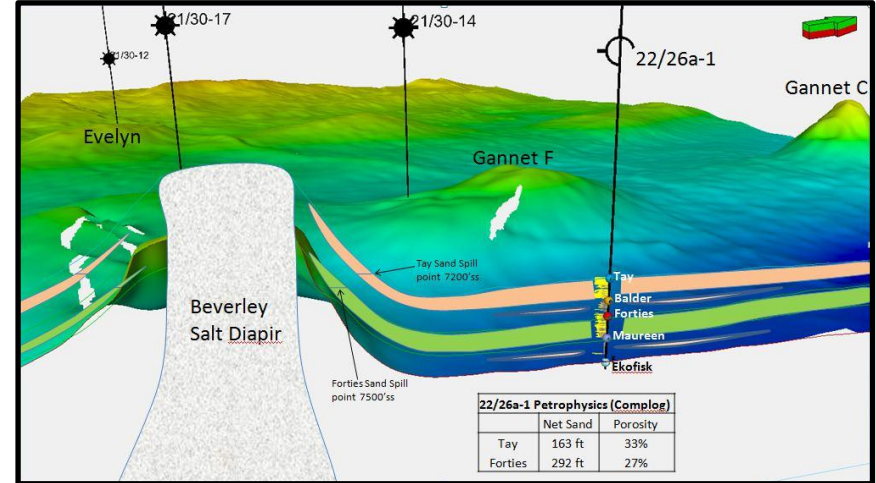 21/30-17
21/30-14
21/30-12
22/26a-1
Gannet C
Evelyn
Gannet F
Tay Sand Spill
point 7200'ss
Tay
Balder
Forties
Maureen
Ekofisk
Beverley
Salt Diapir
Forties Sand Spill
point 7500'ss
22/26a-1 Petrophysics (Complog)
Net Sand Porosity
Tay 163 ft 33%
Forties 292 ft 27%